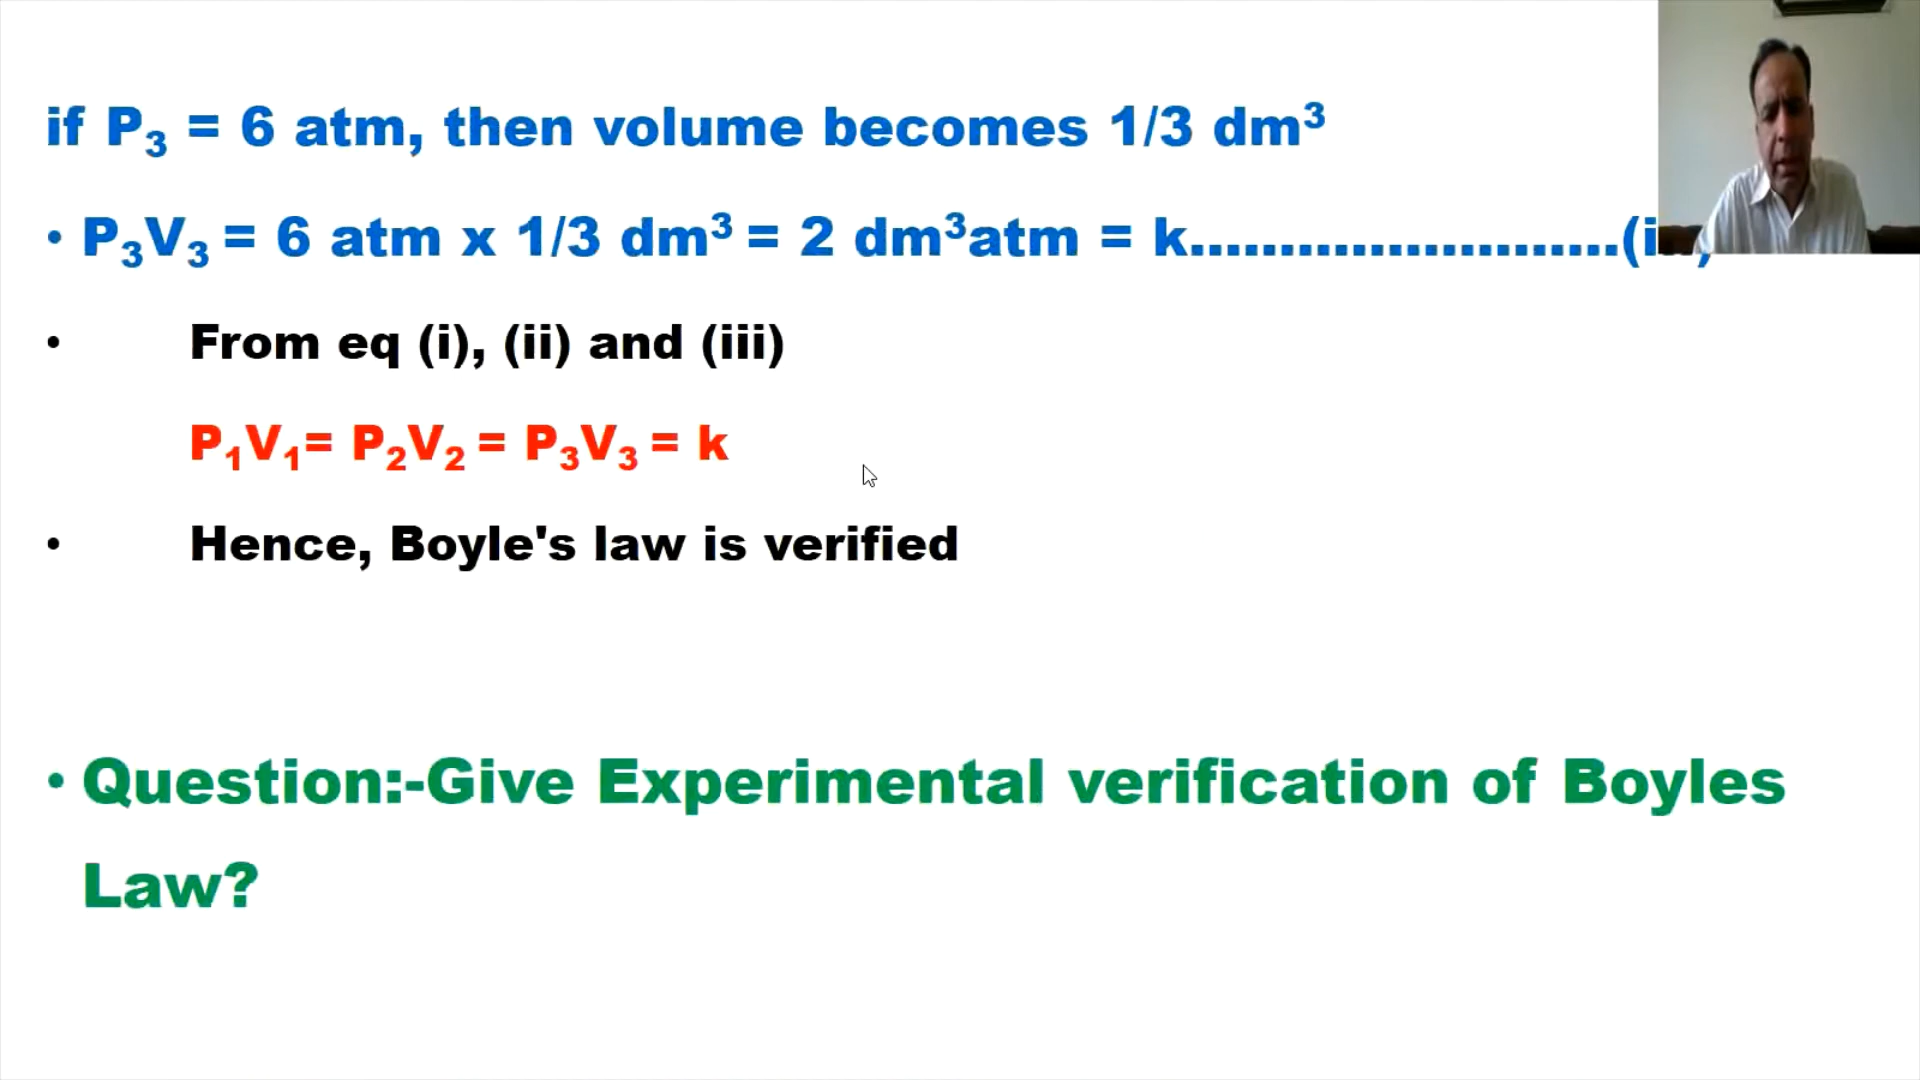 if P₃ = 6 atm, then volume becomes 1/3 dm³
• P₃V₃ = 6 atm x 1/3 dm³ = 2 dm³atm = k........................(i
• From eq (i), (ii) and (iii)
P₁V₁= P₂V₂ = P₃V₃ = k
• Hence, Boyle's law is verified
• Question:-Give Experimental verification of Boyles
Law?